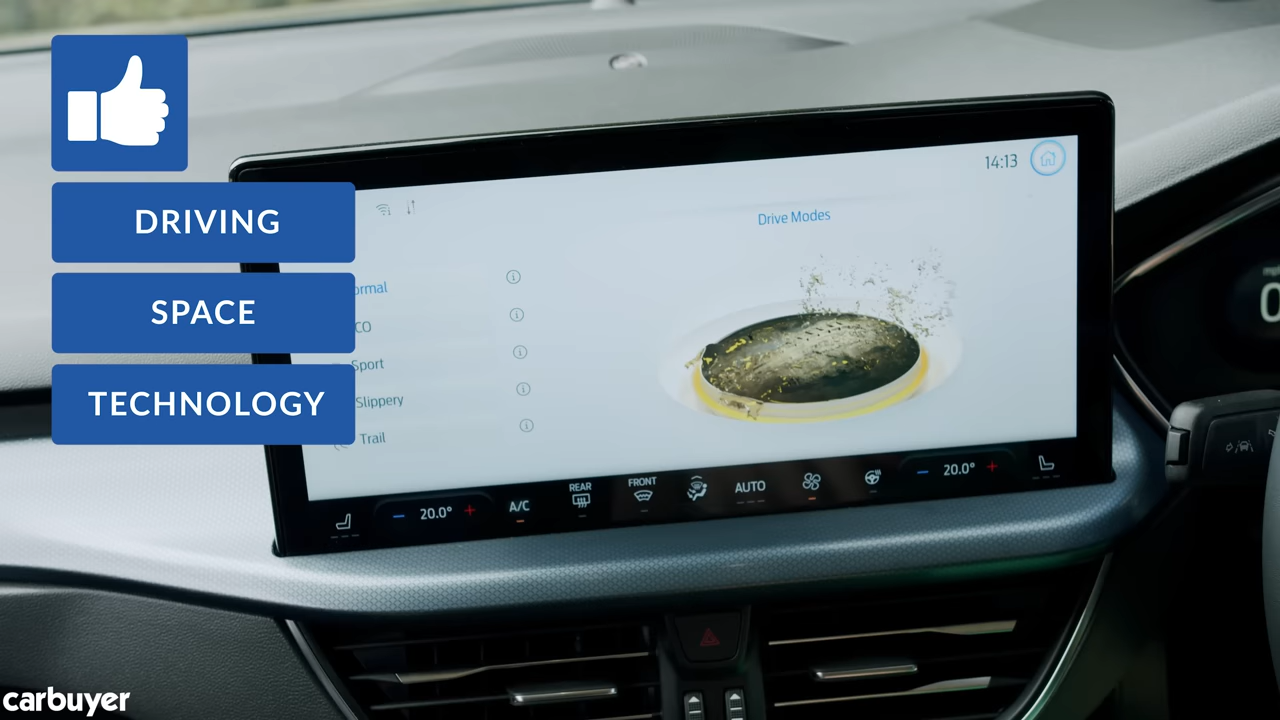 14:13
Drive Modes
DRIVING
SPACE
TECHNOLOGY
ormal
CO
Sport
Slippery
Trail
20.0°
A/C
REAR
FRONT
AUTO
20.0°
0
carbuyer